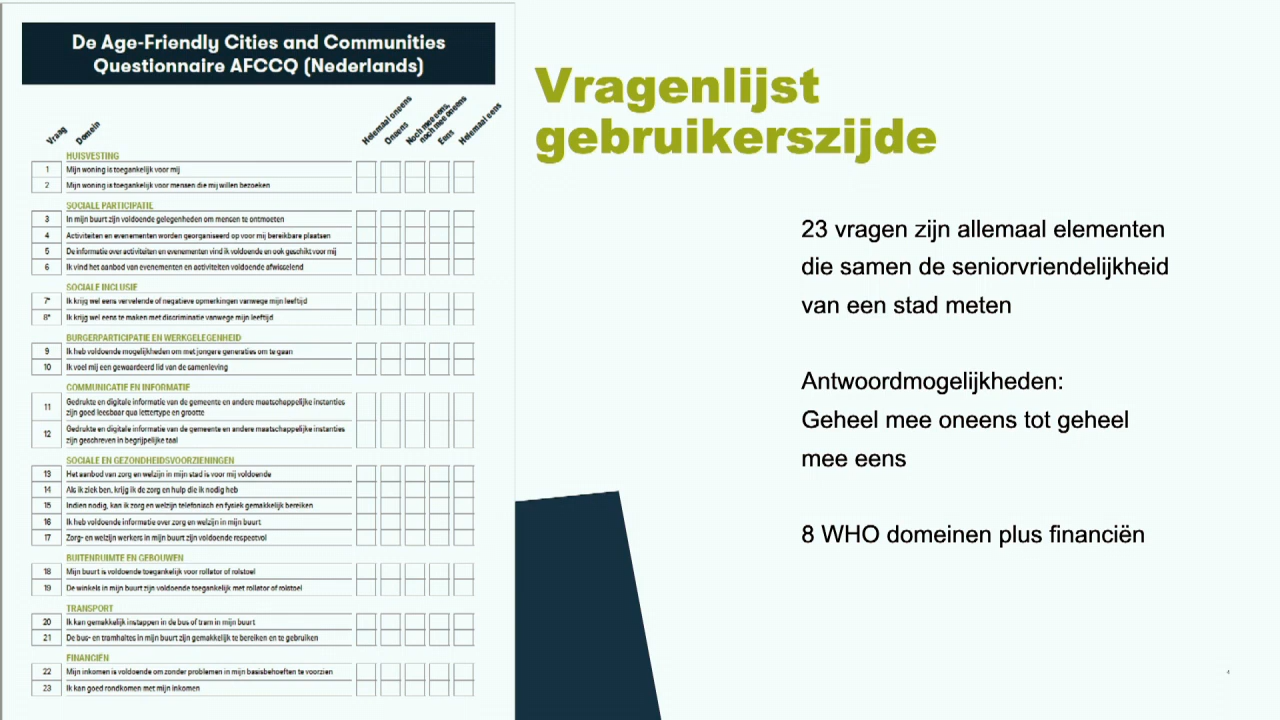 De Age-Friendly Cities and Communities
Questionnaire AFCCQ (Nederlands)
Vraag
Domein
Helemaal oneens
Oneens
Noch mee eens,
noch mee oneens
Eens
Helemaal eens
HUISVESTING
1 Mijn woning is toegankelijk voor mij
2 Mijn woning is toegankelijk voor mensen die mij willen bezoeken
SOCIALE PARTICIPATIE
3 In mijn buurt zijn voldoende gelegenheden om mensen te ontmoeten
4 Activiteiten en evenementen worden georganiseerd op voor mij bereikbare plaatsen
5 De informatie over activiteiten en evenementen vind ik voldoende en ook geschikt voor mij
6 Ik vind het aanbod van evenementen en activiteiten voldoende afwisselend
SOCIALE INCLUSIE
7* Ik krijg wel eens vervelende of negatieve opmerkingen vanwege mijn leeftijd
8* Ik krijg wel eens te maken met discriminatie vanwege mijn leeftijd
BURGERPARTICIPATIE EN WERKGELEGENHEID
9 Ik heb voldoende mogelijkheden om met jongere generaties om te gaan
10 Ik voel mij een gewaardeerd lid van de samenleving
COMMUNICATIE EN INFORMATIE
11 Gedrukte en digitale informatie van de gemeente en andere maatschappelijke instanties
zijn goed leesbaar qua lettertype en grootte
12 Gedrukte en digitale informatie van de gemeente en andere maatschappelijke instanties
zijn geschreven in begrijpelijke taal
SOCIALE EN GEZONDHEIDSVOORZIENINGEN
13 Het aanbod van zorg en welzijn in mijn stad is voor mij voldoende
14 Als ik ziek ben, krijg ik de zorg en hulp die ik nodig heb
15 Indien nodig, kan ik zorg en welzijn telefonisch en fysiek gemakkelijk bereiken
16 Ik heb voldoende informatie over zorg en welzijn in mijn buurt
17 Zorg- en welzijn werkers in mijn buurt zijn voldoende respectvol
BUITENRUIMTE EN GEBOUWEN
18 Mijn buurt is voldoende toegankelijk voor rollator of rolstoel
19 De winkels in mijn buurt zijn voldoende toegankelijk met rollator of rolstoel
TRANSPORT
20 Ik kan gemakkelijk instappen in de bus of tram in mijn buurt
21 De bus- en tramhaltes in mijn buurt zijn gemakkelijk te bereiken en te gebruiken
FINANCIËN
22 Mijn inkomen is voldoende om zonder problemen in mijn basisbehoeften te voorzien
23 Ik kan goed rondkomen met mijn inkomen
Vragenlijst
gebruikerszijde
23 vragen zijn allemaal elementen
die samen de seniorvriendelijkheid
van een stad meten
Antwoordmogelijkheden:
Geheel mee oneens tot geheel
mee eens
8 WHO domeinen plus financiën